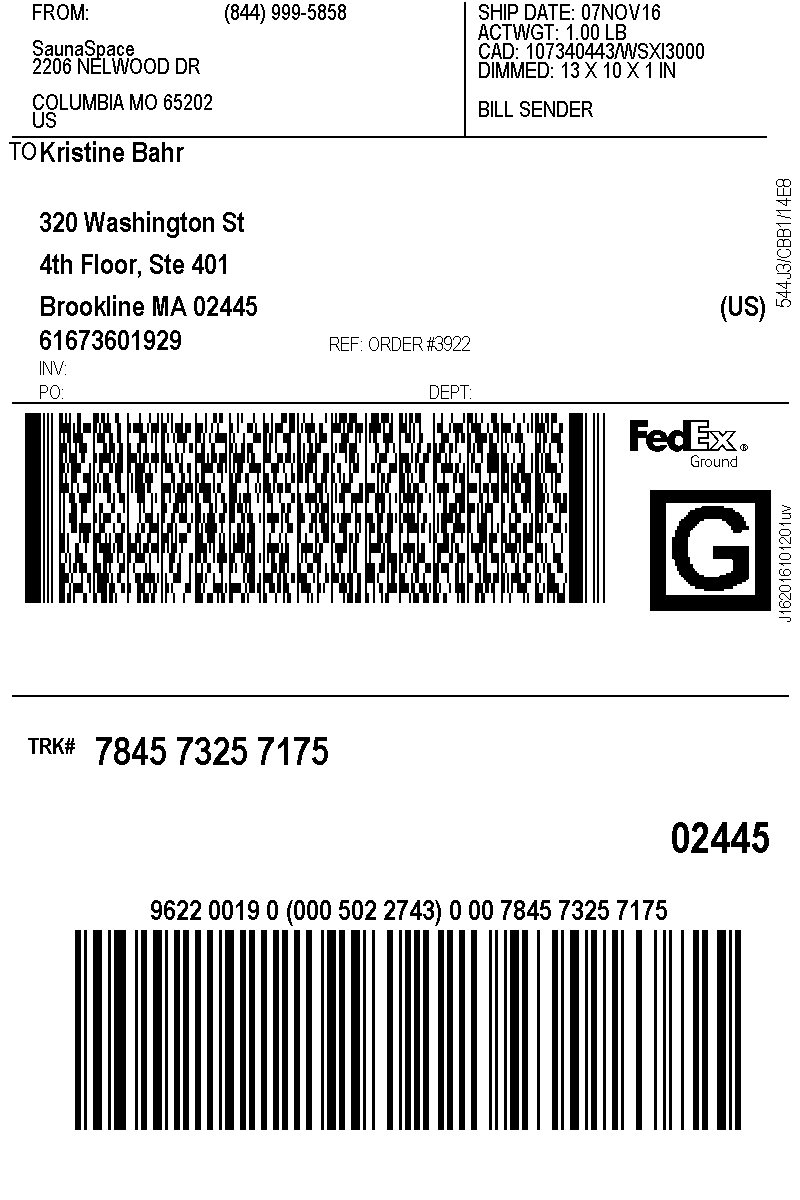 FROM: (844) 999-5858
SaunaSpace
2206 NELWOOD DR
COLUMBIA MO 65202
US
SHIP DATE: 07NOV16
ACTWGT: 1.00 LB
CAD: 107340443/WSXI3000
DIMMED: 13 X 10 X 1 IN
BILL SENDER
TO Kristine Bahr
320 Washington St
4th Floor, Ste 401
Brookline MA 02445 (US)
61673601929 REF: ORDER #3922
INV:
PO: DEPT:
544J3/CBB1/14E8
FedEx ®
Ground
G
J162016101201uv
TRK# 7845 7325 7175
02445
9622 0019 0 (000 502 2743) 0 00 7845 7325 7175